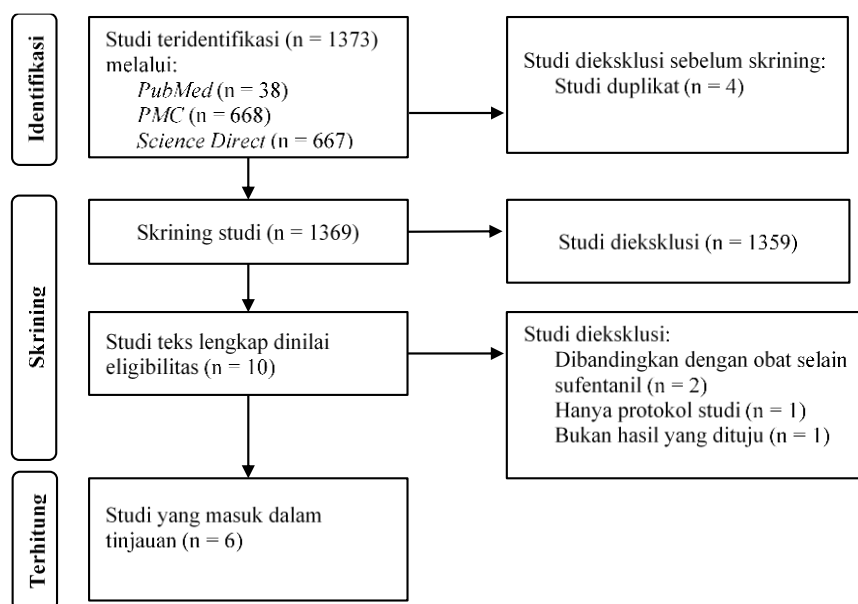 Identifikasi
Studi teridentifikasi (n = 1373)
melalui:
PubMed (n = 38)
PMC (n = 668)
Science Direct (n = 667)
Studi dieksklusi sebelum skrining:
Studi duplikat (n = 4)
Skrining
Skrining studi (n = 1369)
Studi dieksklusi (n = 1359)
Studi teks lengkap dinilai
eligibilitas (n = 10)
Studi dieksklusi:
Dibandingkan dengan obat selain
sufentanil (n = 2)
Hanya protokol studi (n = 1)
Bukan hasil yang dituju (n = 1)
Terhitung
Studi yang masuk dalam
tinjauan (n = 6)